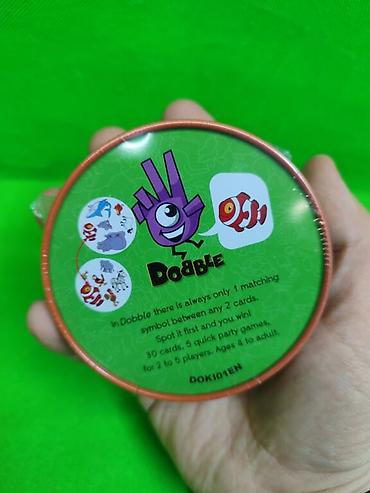 DOBBLE
In Dobble there is always only 1 matching
symbol between any 2 cards.
Spot it first and you win!
30 cards, 5 quick party games,
for 2 to 5 players. Ages 4 to adult.
DOKI01EN